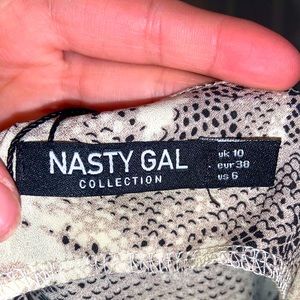 NASTY GAL
COLLECTION
uk 10
eur 38
us 6